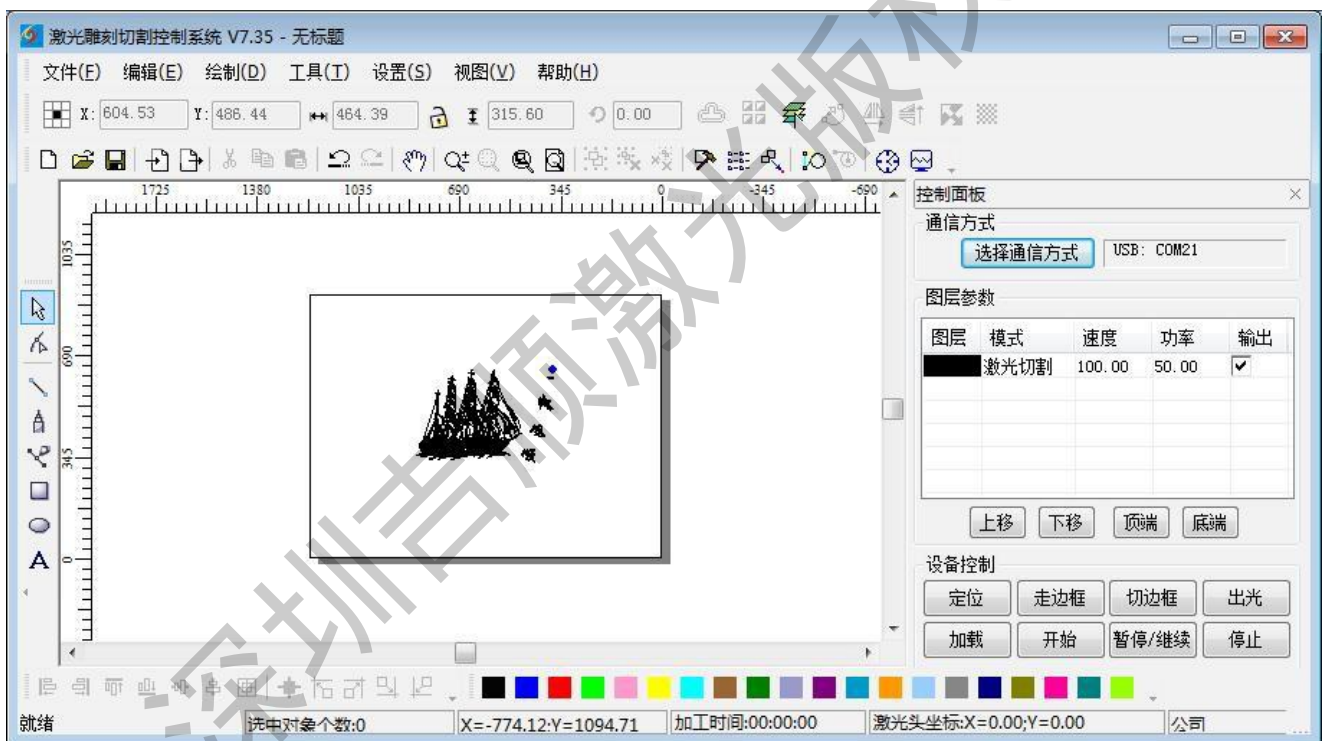 激光雕刻切割控制系统 V7.35 - 无标题
文件(F) 编辑(E) 绘制(D) 工具(T) 设置(S) 视图(V) 帮助(H)
X: 604.53 Y: 486.44 464.39 315.60 0.00
1725 1380 1035 690 345 0 -345 -690
控制面板
通信方式
选择通信方式 USB: COM21
1035
图层参数
图层 模式 速度 功率 输出
激光切割 100.00 50.00
690
345
上移 下移 顶端 底端
A
0
设备控制
定位 走边框 切边框 出光
加载 开始 暂停/继续 停止
就绪 选中对象个数:0 X=-774.12:Y=1094.71 加工时间:00:00:00 激光头坐标:X=0.00;Y=0.00 公司
深圳吉顺激光版权